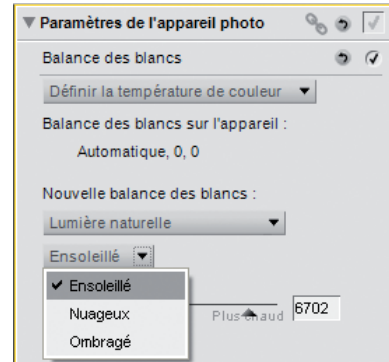 Paramètres de l'appareil photo
Balance des blancs
Définir la température de couleur
Balance des blancs sur l'appareil :
Automatique, 0, 0
Nouvelle balance des blancs :
Lumière naturelle
Ensoleillé
Ensoleillé
Nuageux
Ombragé
Plus chaud 6702